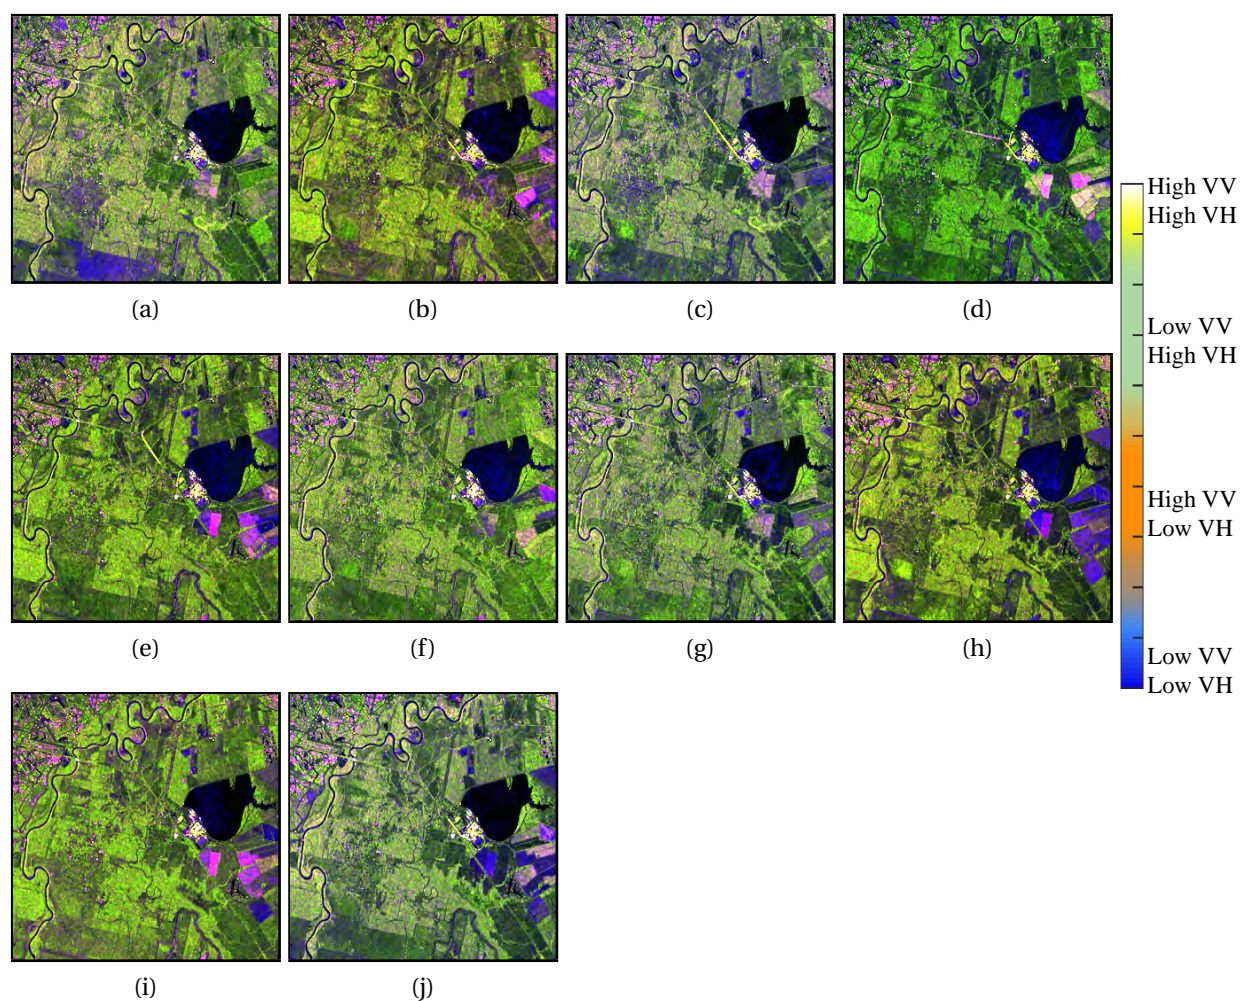 (a)
(b)
(c)
(d)
High VV
High VH
Low VV
High VH
High VV
Low VH
Low VV
Low VH
(e)
(f)
(g)
(h)
(i)
(j)